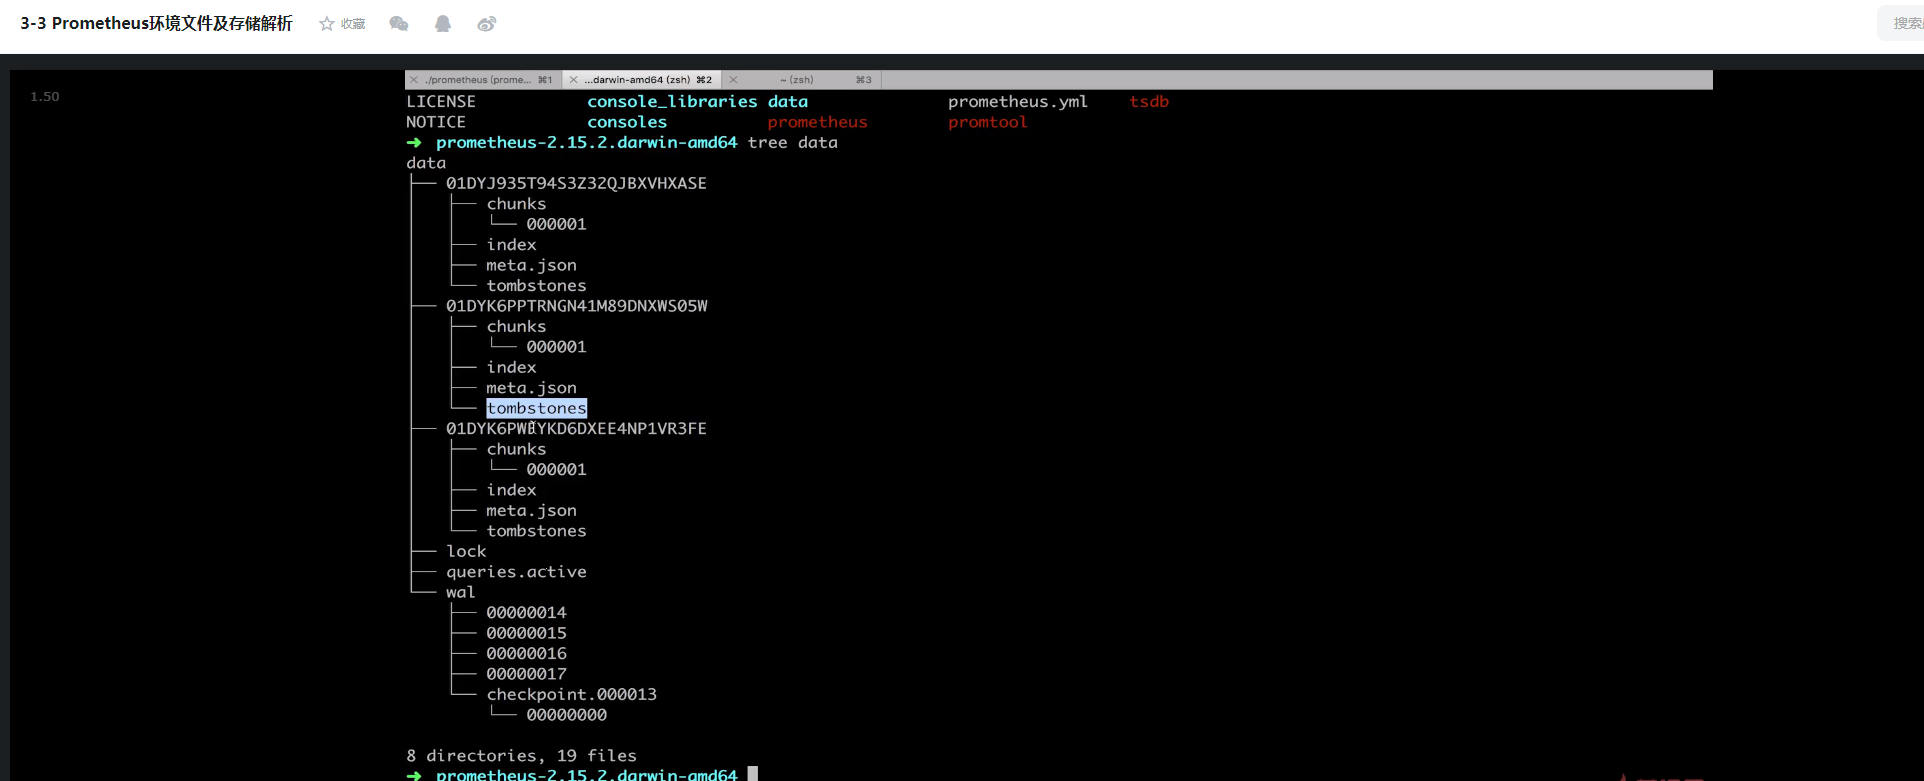 3-3 Prometheus环境文件及存储解析 收藏
搜索
1.50
./prometheus (prome... ⌘1 ...darwin-amd64 (zsh) ⌘2 ~ (zsh) ⌘3
LICENSE console_libraries data prometheus.yml tsdb
NOTICE consoles prometheus promtool
➜ prometheus-2.15.2.darwin-amd64 tree data
data
├── 01DYJ935T94S3Z32QJBXVHXASE
│   ├── chunks
│   │   └── 000001
│   ├── index
│   ├── meta.json
│   └── tombstones
├── 01DYK6PPTRNGN41M89DNXWS05W
│   ├── chunks
│   │   └── 000001
│   ├── index
│   ├── meta.json
│   └── tombstones
├── 01DYK6PWDYKD6DXEE4NP1VR3FE
│   ├── chunks
│   │   └── 000001
│   ├── index
│   ├── meta.json
│   └── tombstones
├── lock
├── queries.active
└── wal
    ├── 00000014
    ├── 00000015
    ├── 00000016
    ├── 00000017
    └── checkpoint.000013
        └── 00000000
8 directories, 19 files
➜ prometheus-2.15.2.darwin-amd64